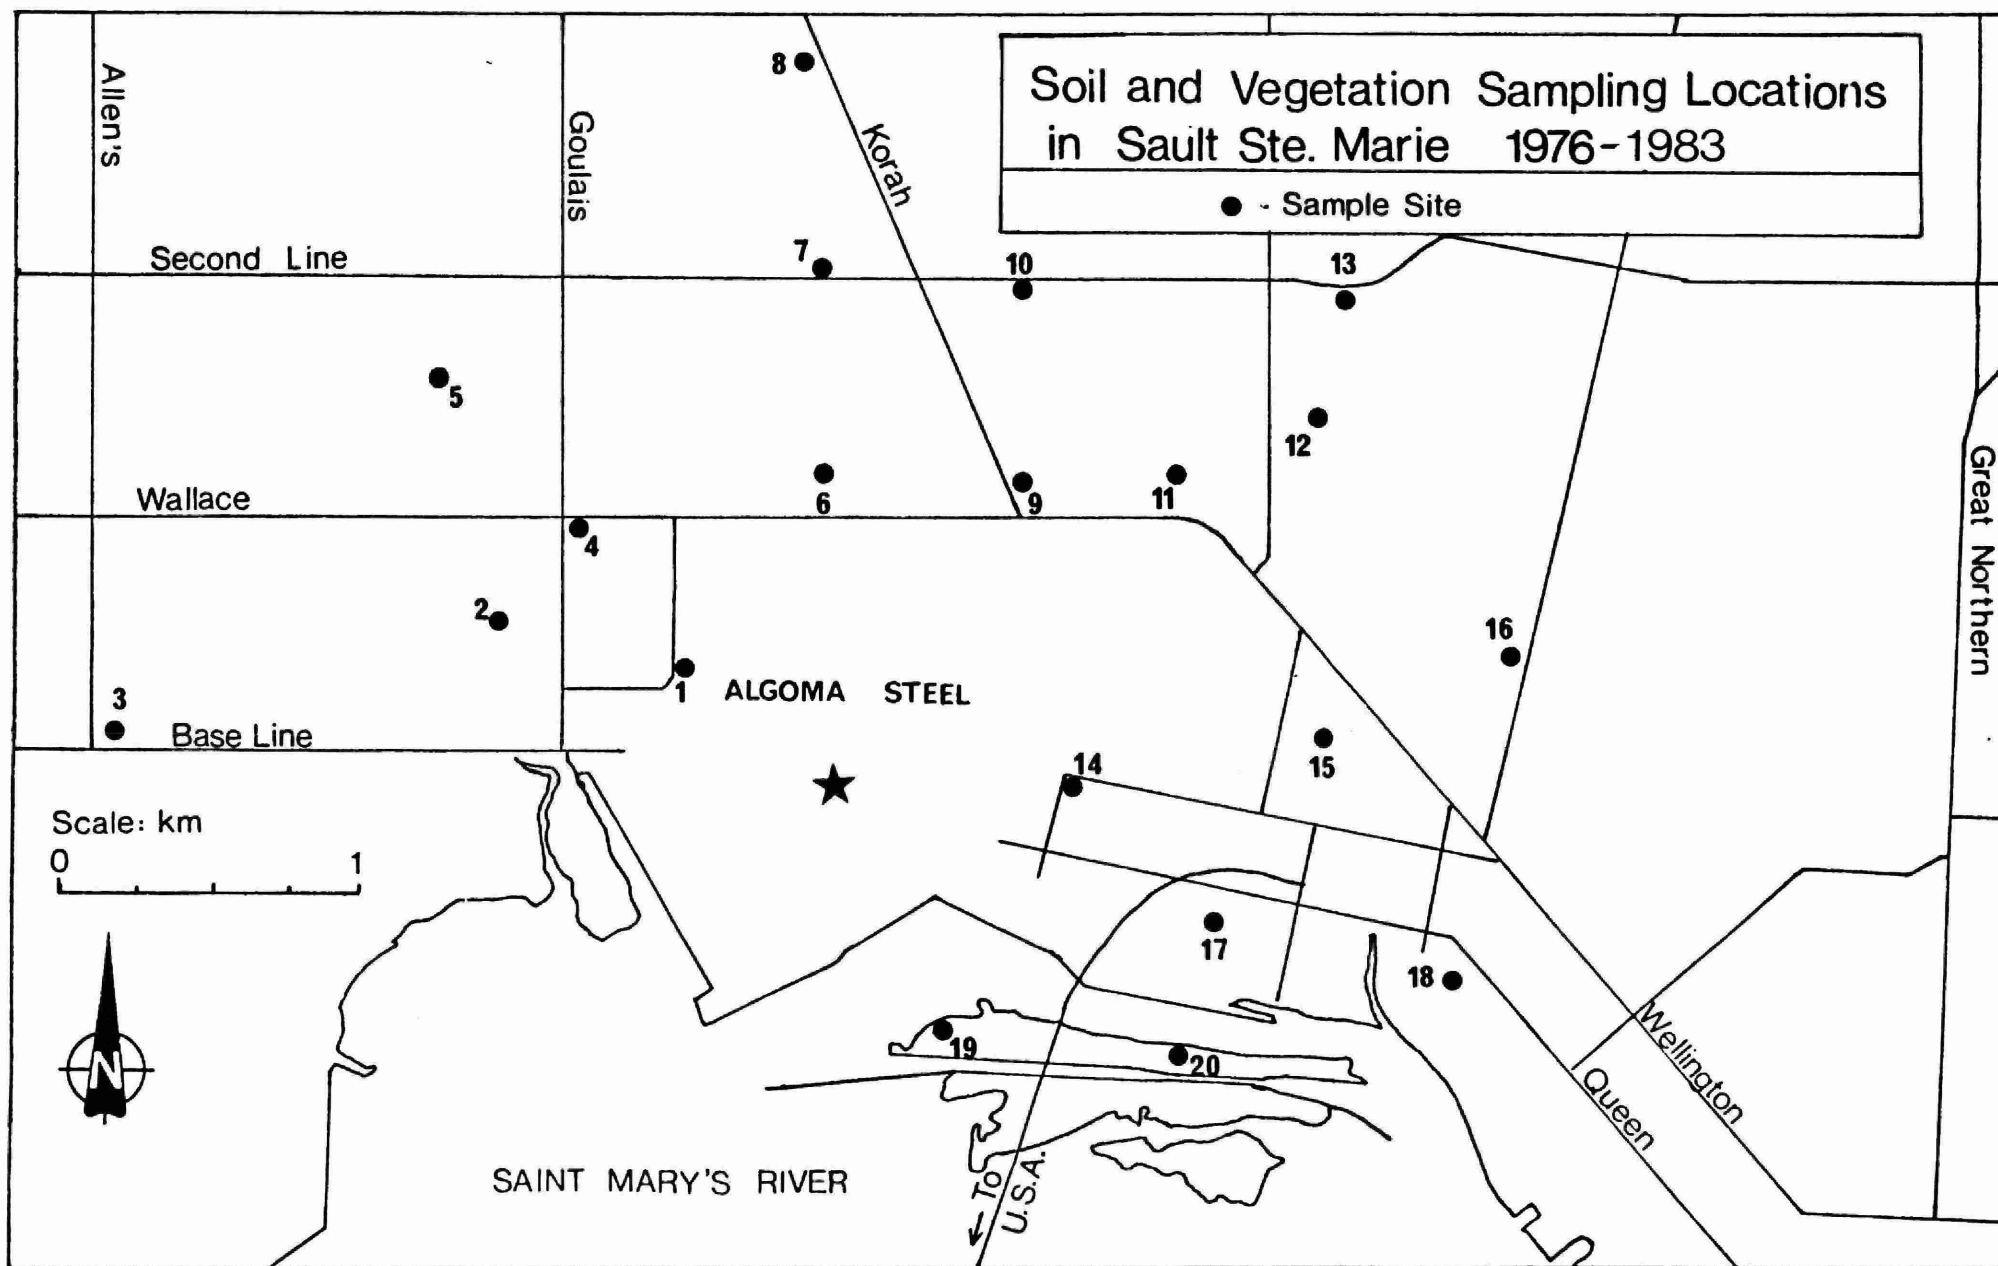 Soil and Vegetation Sampling Locations
in Sault Ste. Marie 1976-1983
- Sample Site
Allen's
Goulais
Korah
8
Second Line
7
10
13
5
12
Wallace
6
9
11
4
Great Northern
2
16
1
ALGOMA STEEL
3
Base Line
14
15
Scale: km
0 1
17
18
N
19
20
Wellington
Queen
SAINT MARY'S RIVER
To
U.S.A.